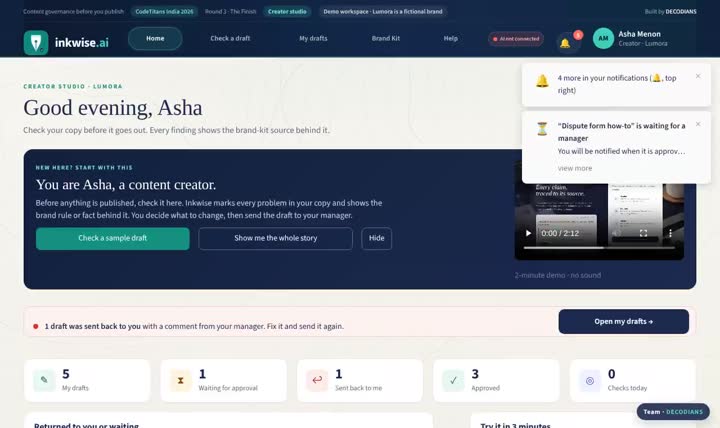 Content governance before you publish
CodeTitans India 2026
Round 3 · The Finish
Creator studio
Demo workspace · Lumora is a fictional brand
Built by DECODIANS
inkwise.ai
Home
Check a draft
My drafts
Brand Kit
Help
AI not connected
AM
Asha Menon
Creator · Lumora
4 more in your notifications (🔔, top
right)
×
"Dispute form how-to" is waiting for a
manager
×
You will be notified when it is approv...
view more
CREATOR STUDIO · LUMORA
Good evening, Asha
Check your copy before it goes out. Every finding shows the brand-kit source behind it.
NEW HERE? START WITH THIS
You are Asha, a content creator.
Before anything is published, check it here. Inkwise marks every problem in your copy and shows the
brand rule or fact behind it. You decide what to change, then send the draft to your manager.
Check a sample draft
Show me the whole story
Hide
Every claim,
traced to its source.
0:00 / 2:12
2-minute demo · no sound
1 draft was sent back to you with a comment from your manager. Fix it and send it again.
Open my drafts →
5
My drafts
1
Waiting for approval
1
Sent back to me
3
Approved
0
Checks today
Team · DECODIANS
Returned to you or waiting
Try it in 3 minutes